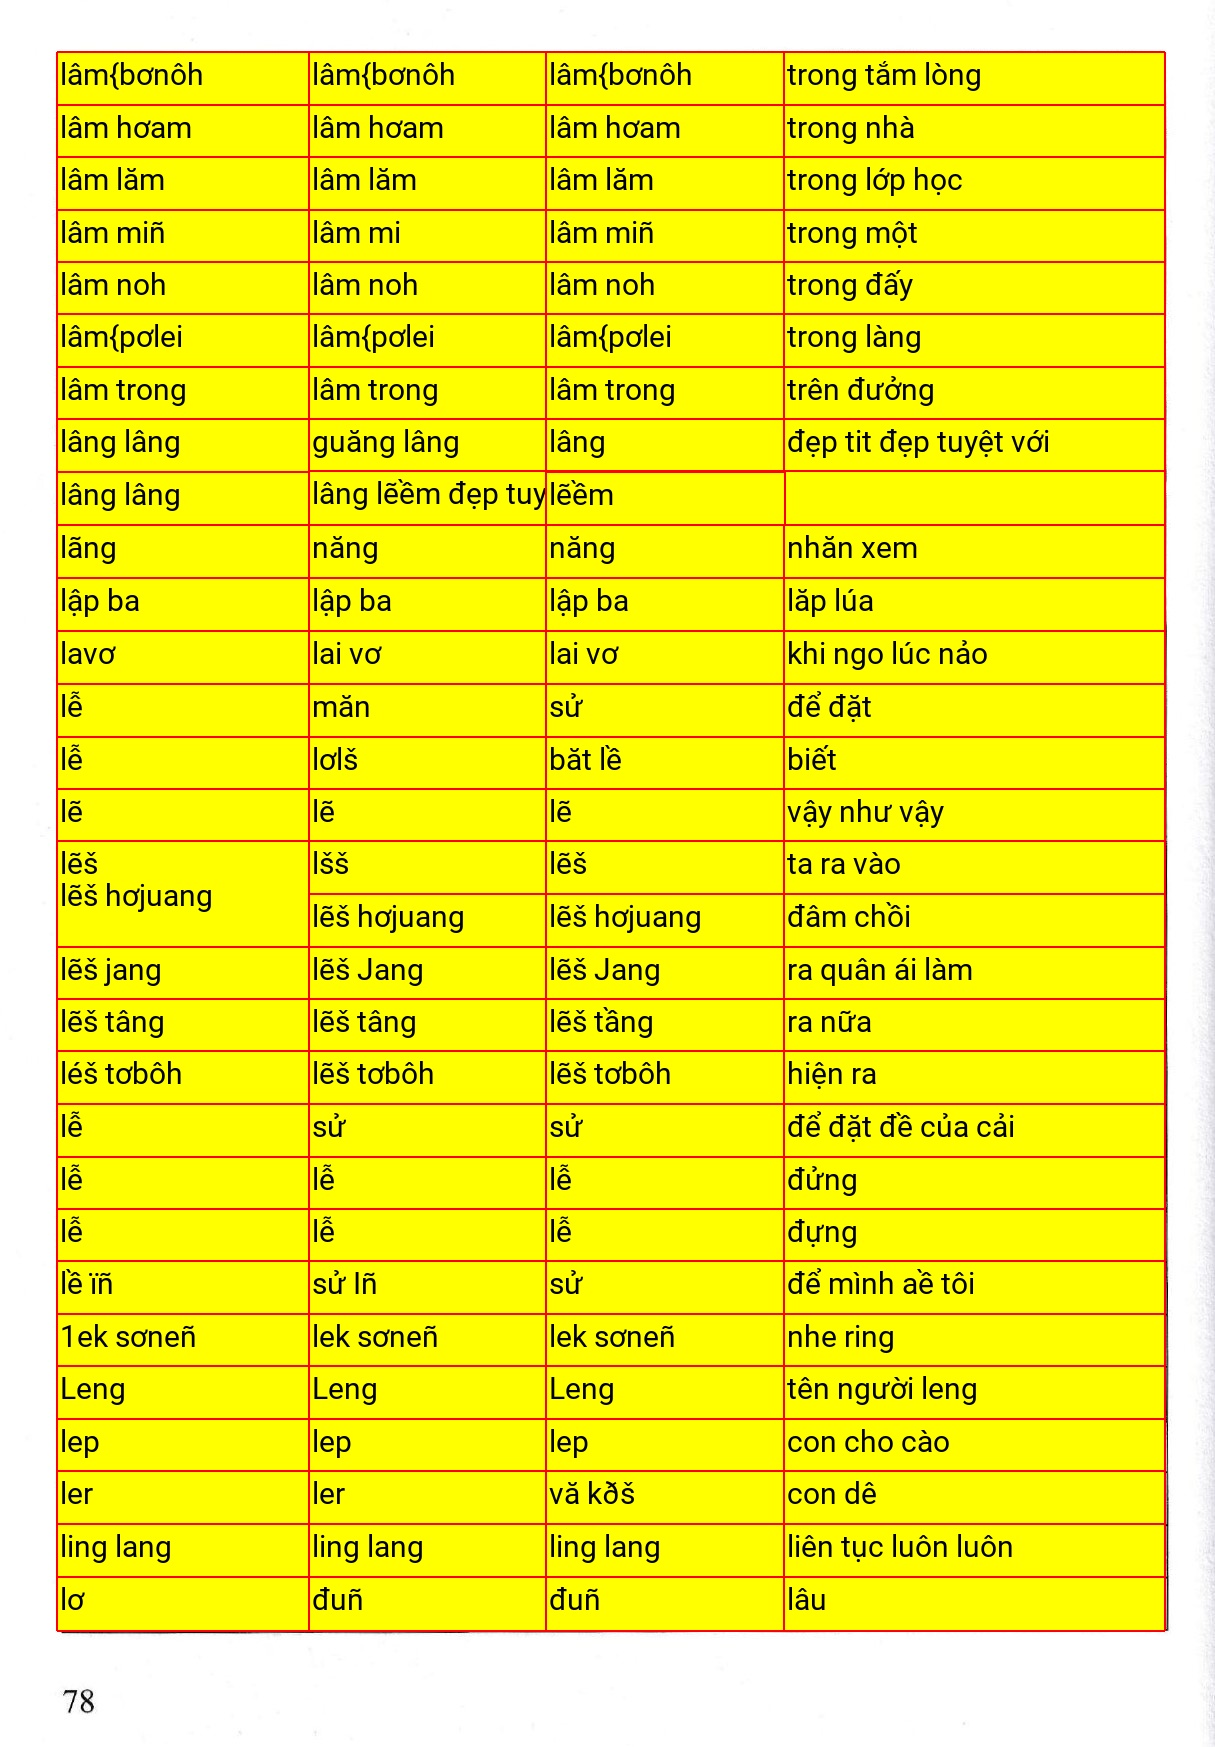 lâm{bơnôh lâm{bơnôh lâm{bơnôh trong tắm lòng
lâm hơam lâm hơam lâm hơam trong nhà
lâm lăm lâm lăm lâm lăm trong lớp học
lâm miñ lâm mi lâm miñ trong một
lâm noh lâm noh lâm noh trong đấy
lâm{pơlei lâm{pơlei lâm{pơlei trong làng
lâm trong lâm trong lâm trong trên đưởng
lâng lâng guăng lâng lâng đẹp tit đẹp tuyệt với
lâng lâng lâng lẽềm đẹp tuy lẽềm
lãng năng năng nhăn xem
lập ba lập ba lập ba lăp lúa
lavơ lai vơ lai vơ khi ngo lúc nảo
lễ măn sử để đặt
lễ lơlš băt lề biết
lẽ lẽ lẽ vậy như vậy
lẽš lšš lẽš ta ra vào
lẽš hơjuang lẽš hơjuang lẽš hơjuang đâm chồi
lẽš jang lẽš Jang lẽš Jang ra quân ái làm
lẽš tâng lẽš tâng lẽš tầng ra nữa
léš tơbôh lẽš tơbôh lẽš tơbôh hiện ra
lễ sử sử để đặt đề của cải
lễ lễ lễ đửng
lễ lễ lễ đựng
lề ïñ sử Iñ sử để mình aề tôi
1ek sơneñ lek sơneñ lek sơneñ nhe ring
Leng Leng Leng tên người leng
lep lep lep con cho cào
ler ler vă kðš con dê
ling lang ling lang ling lang liên tục luôn luôn
lơ đuñ đuñ lâu
78